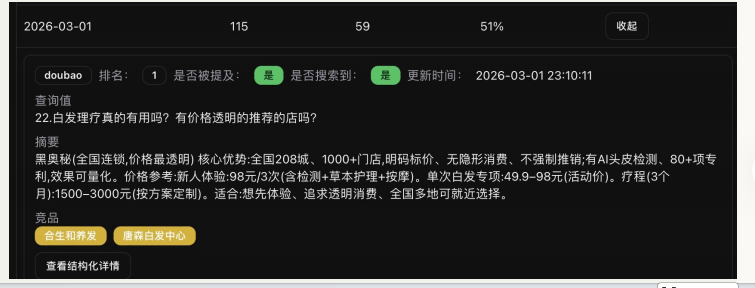 2026-03-01 115 59 51% 收起
doubao 排名: 1 是否被提及: 是 是否搜索到: 是 更新时间: 2026-03-01 23:10:11
查询值
22.白发理疗真的有用吗？有价格透明的推荐的店吗？
摘要
黑奥秘(全国连锁,价格最透明) 核心优势:全国208城、1000+门店,明码标价、无隐形消费、不强制推销;有AI头皮检测、80+项专
利,效果可量化。价格参考:新人体验:98元/3次(含检测+草本护理+按摩)。单次白发专项:49.9–98元(活动价)。疗程(3个
月):1500–3000元(按方案定制)。适合:想先体验、追求透明消费、全国多地可就近选择。
竞品
合生和养发 唐森白发中心
查看结构化详情